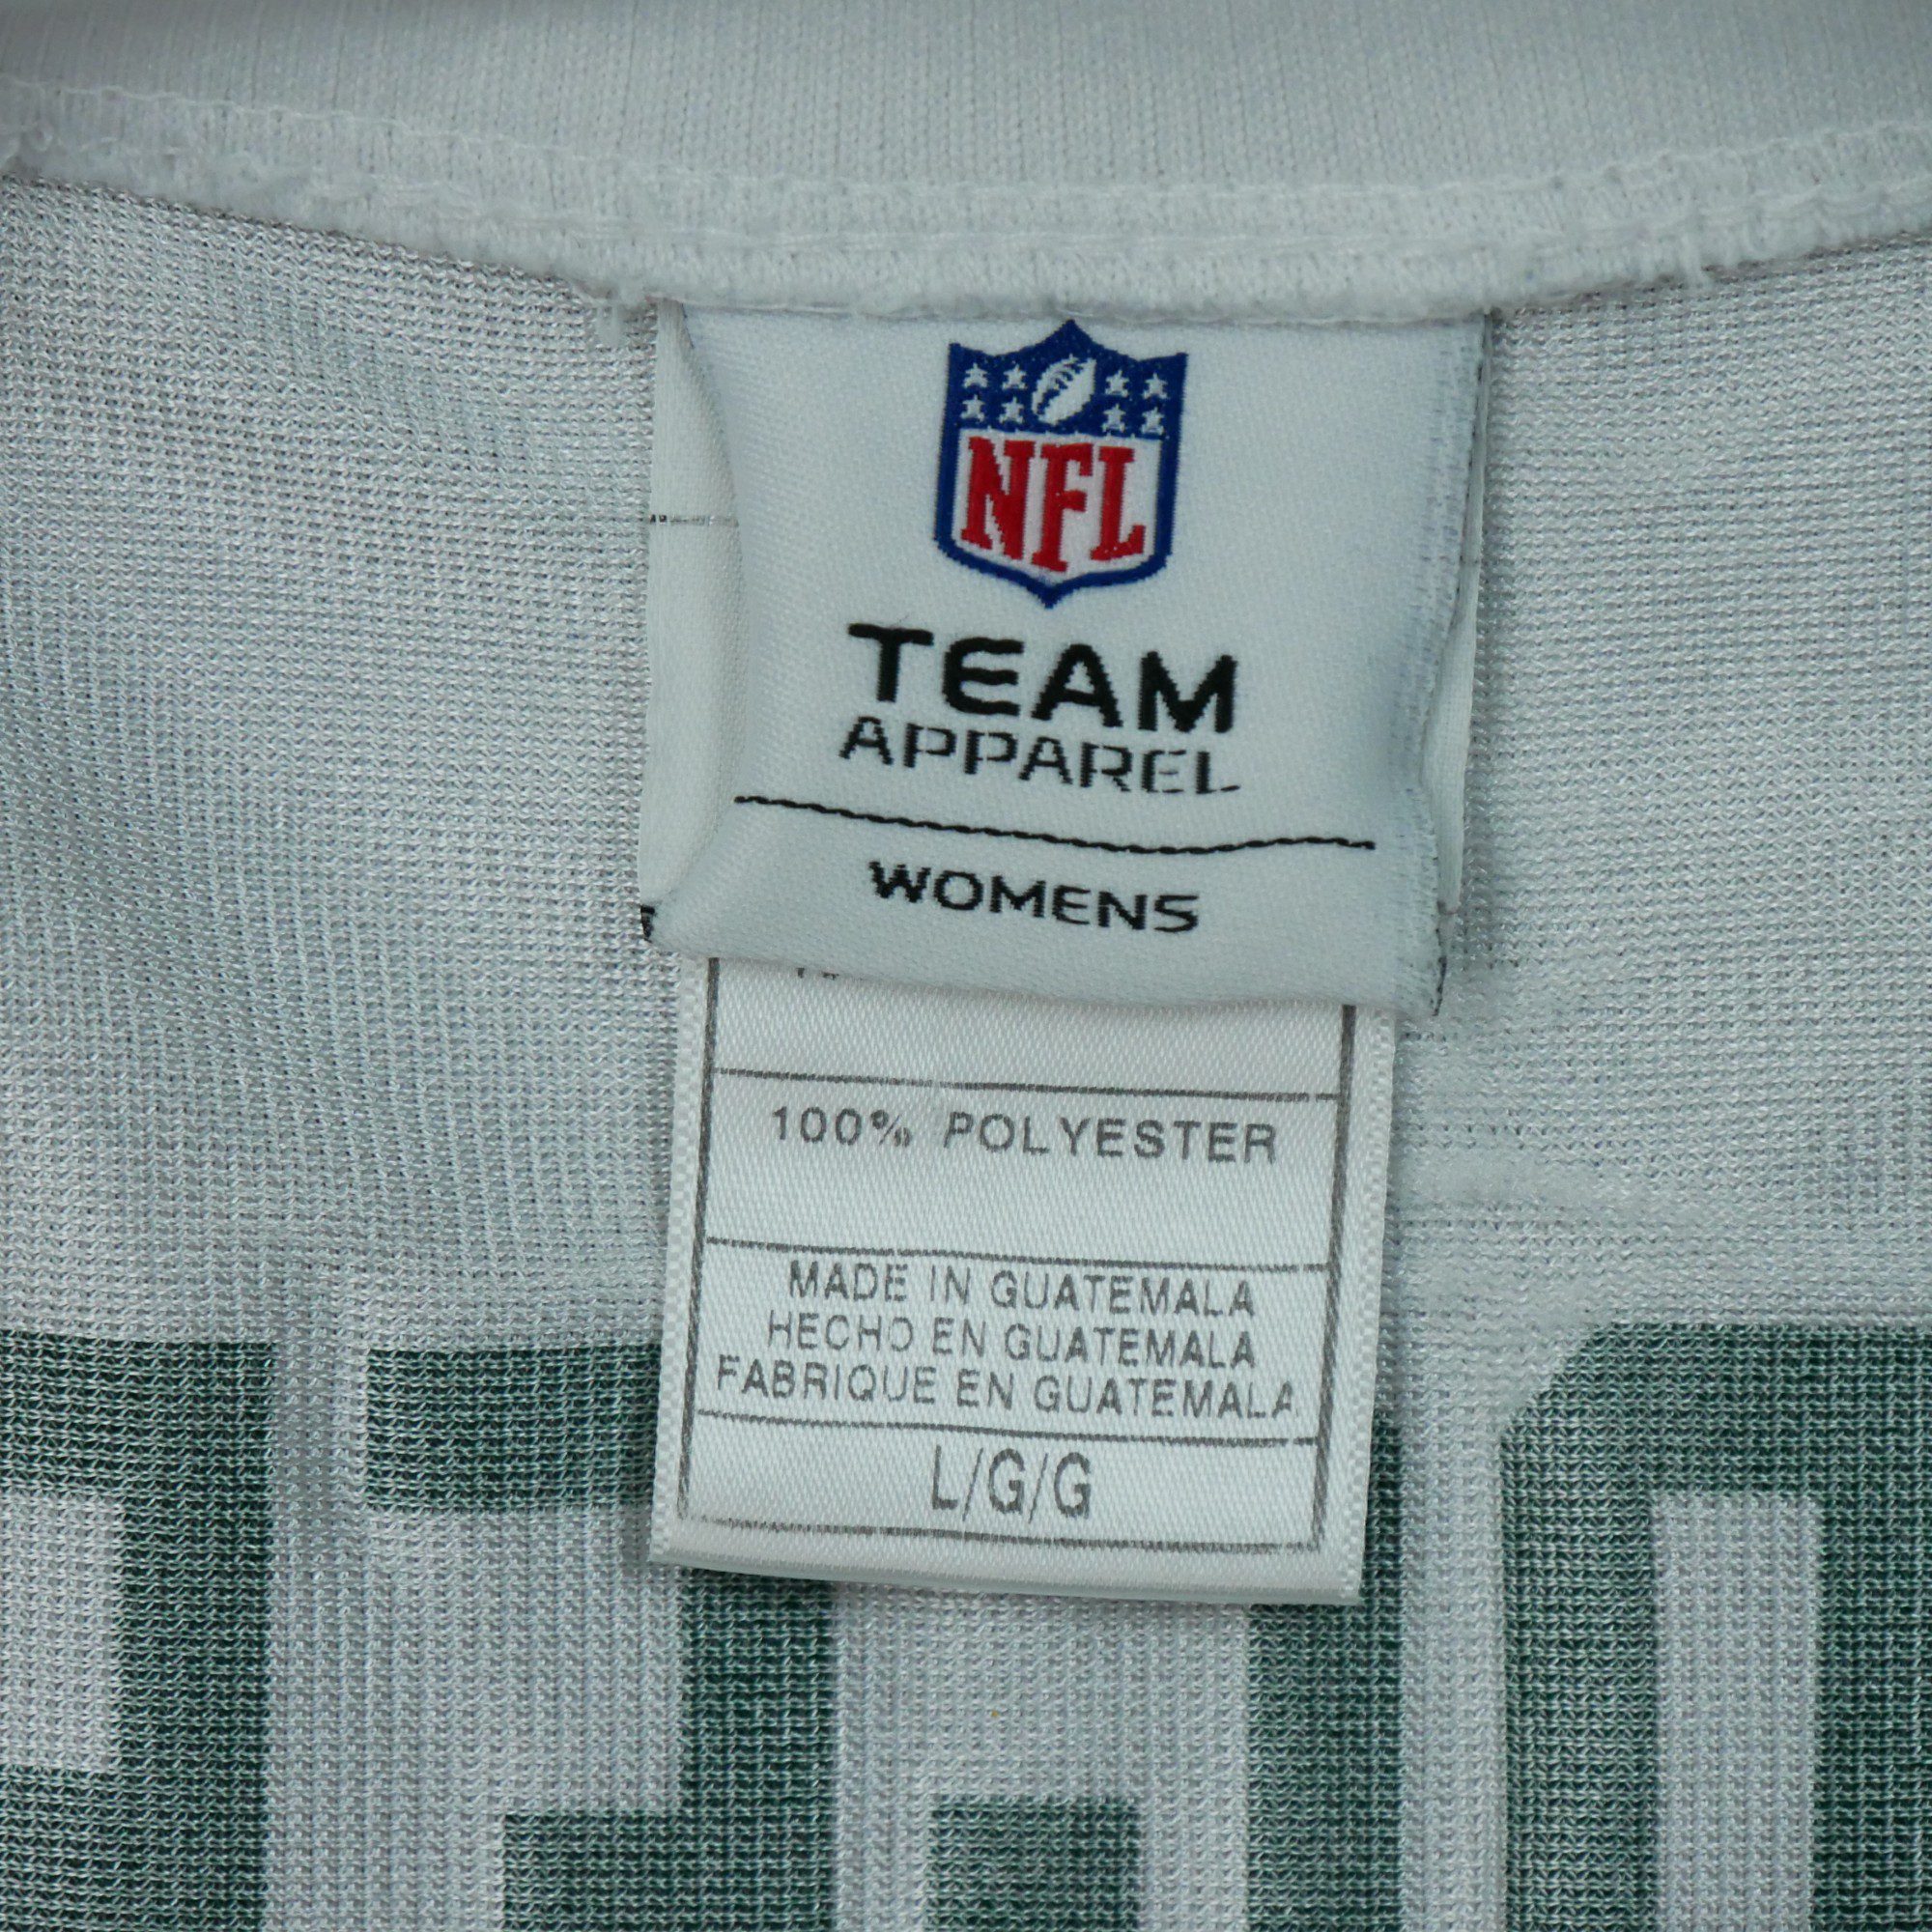 NFL
TEAM
APPAREL
WOMENS
100% POLYESTER
MADE IN GUATEMALA
HECHO EN GUATEMALA
FABRIQUE EN GUATEMALA
L/G/G